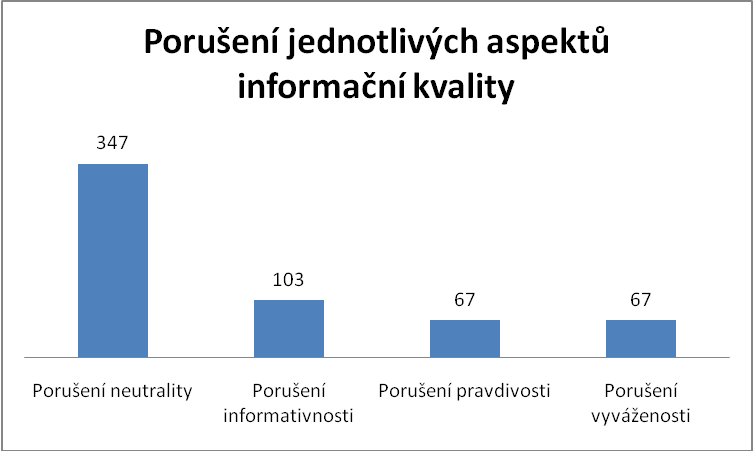 Porušení jednotlivých aspektů
informační kvality
347
103
67
67
Porušení neutrality
Porušení
informativnosti
Porušení pravdivosti
Porušení
vyváženosti